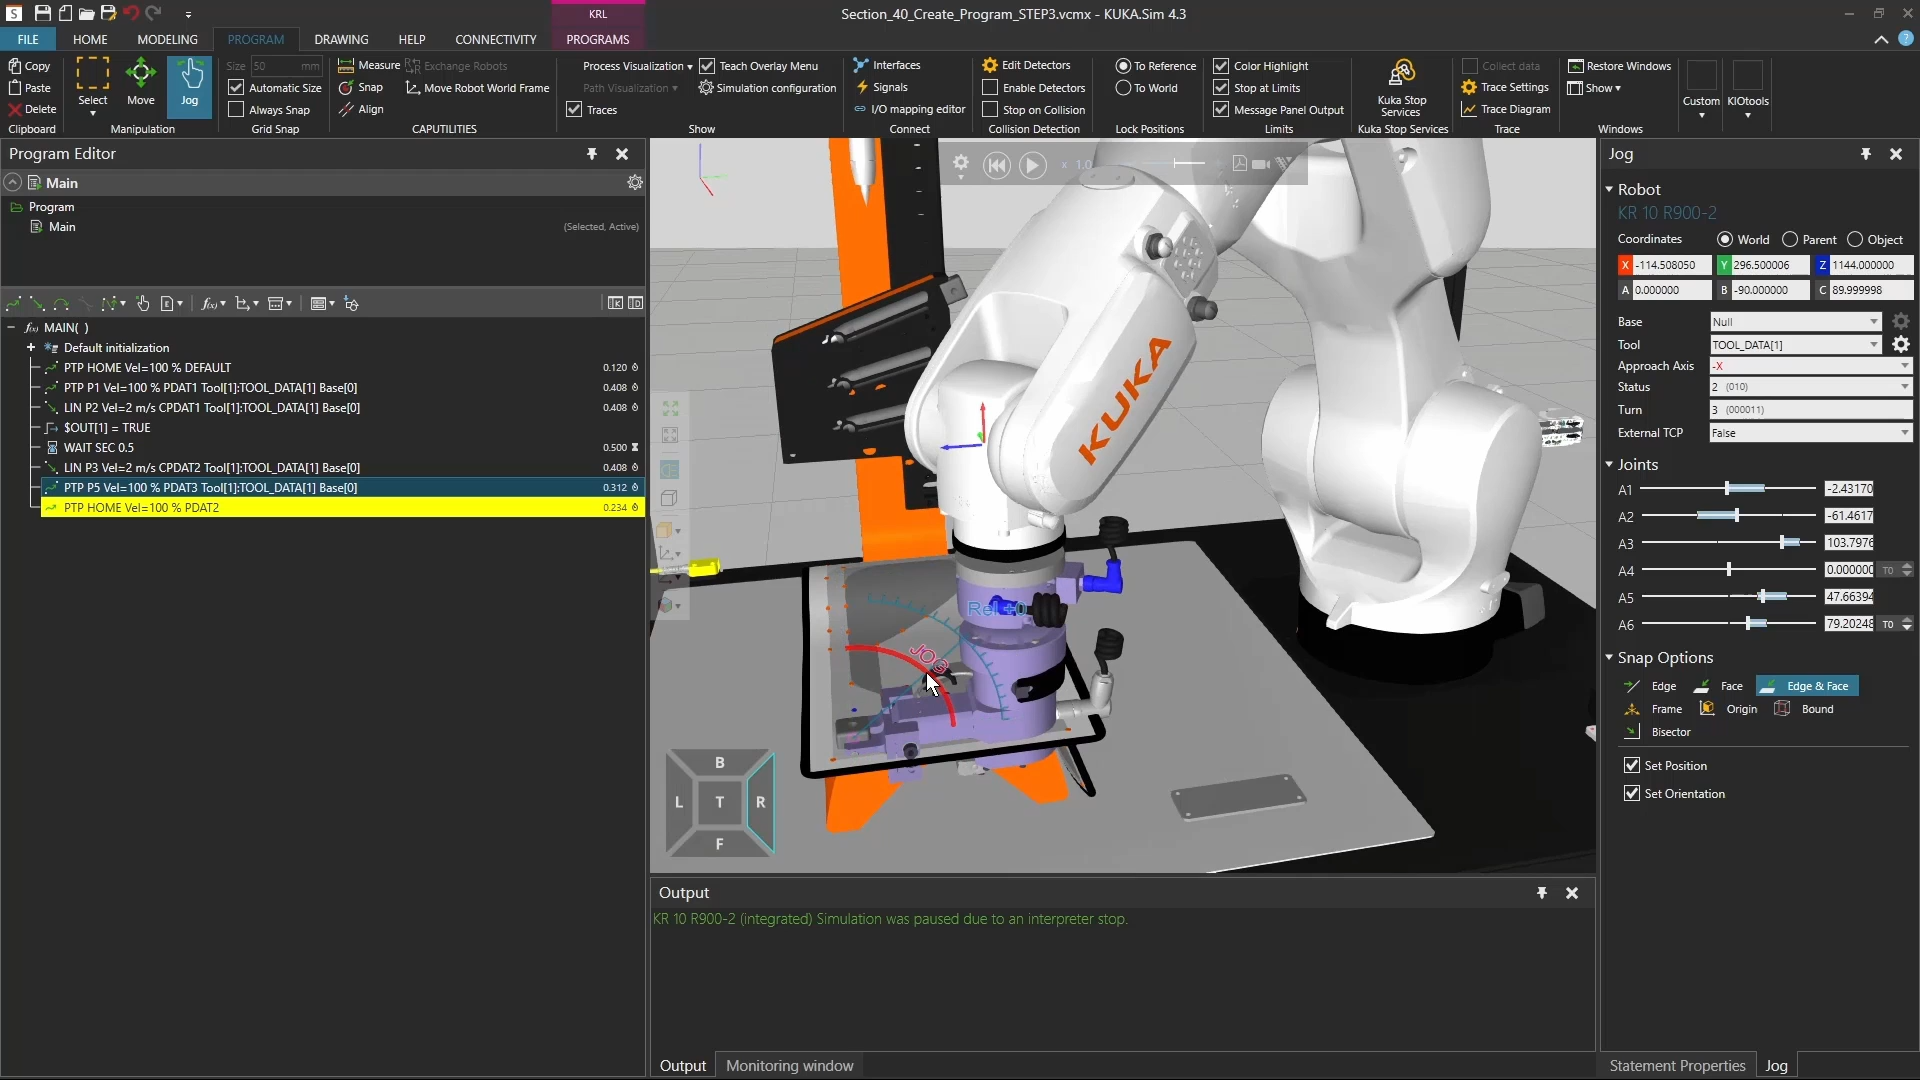 KRL
Section_40_Create_Program_STEP3.vcmx - KUKA.Sim 4.3
FILE HOME MODELING PROGRAM DRAWING HELP CONNECTIVITY PROGRAMS
Copy
Paste
Delete
Clipboard
Select Move Jog
Manipulation
Size 50 mm
Automatic Size
Always Snap
Grid Snap
Measure Exchange Robots
Snap Move Robot World Frame
Align
CAPUTILITIES
Process Visualization Teach Overlay Menu
Path Visualization Simulation configuration
Traces
Show
Interfaces
Signals
I/O mapping editor
Connect
Edit Detectors
Enable Detectors
Stop on Collision
Collision Detection
To Reference
To World
Lock Positions
Color Highlight
Stop at Limits
Message Panel Output
Limits
Kuka Stop
Services
Kuka Stop Services
Collect data
Trace Settings
Trace Diagram
Trace
Restore Windows
Show
Windows
Custom KIOtools
Program Editor
Main
Program
Main (Selected, Active)
MAIN( )
Default initialization
PTP HOME Vel=100 % DEFAULT 0.120
PTP P1 Vel=100 % PDAT1 Tool[1]:TOOL_DATA[1] Base[0] 0.408
LIN P2 Vel=2 m/s CPDAT1 Tool[1]:TOOL_DATA[1] Base[0] 0.408
$OUT[1] = TRUE
WAIT SEC 0.5 0.500
LIN P3 Vel=2 m/s CPDAT2 Tool[1]:TOOL_DATA[1] Base[0] 0.408
PTP P5 Vel=100 % PDAT3 Tool[1]:TOOL_DATA[1] Base[0] 0.312
PTP HOME Vel=100 % PDAT2 0.234
x 1.0
KUKA
Rel +0
JOG
B
L T R
F
Output
KR 10 R900-2 (integrated) Simulation was paused due to an interpreter stop.
Output Monitoring window
Jog
Robot
KR 10 R900-2
Coordinates World Parent Object
X -114.508050 Y 296.500006 Z 1144.000000
A 0.000000 B -90.000000 C 89.999998
Base Null
Tool TOOL_DATA[1]
Approach Axis -X
Status 2 (010)
Turn 3 (000011)
External TCP False
Joints
A1 -2.43170
A2 -61.4617
A3 103.7976
A4 0.000000 T0
A5 47.66394
A6 79.20248 T0
Snap Options
Edge Face Edge & Face
Frame Origin Bound
Bisector
Set Position
Set Orientation
Statement Properties Jog